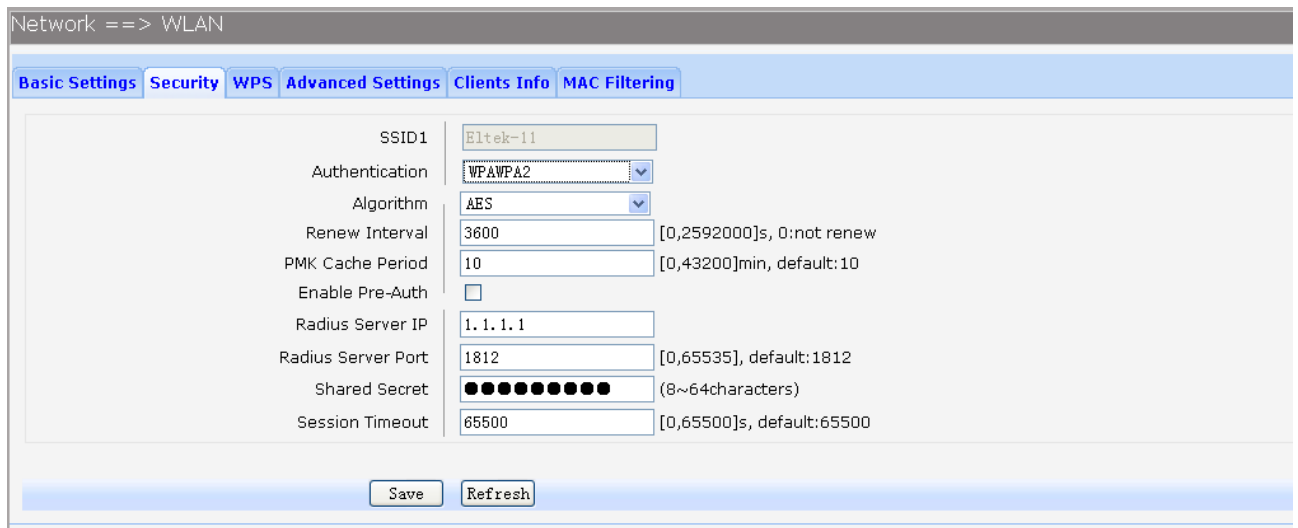 Network ==> WLAN
Basic Settings Security WPS Advanced Settings Clients Info MAC Filtering
SSID1 Eltek-11
Authentication WPAWPA2
Algorithm AES
Renew Interval 3600 [0,2592000]s, 0:not renew
PMK Cache Period 10 [0,43200]min, default:10
Enable Pre-Auth
Radius Server IP 1.1.1.1
Radius Server Port 1812 [0,65535], default:1812
Shared Secret ●●●●●●●●● (8~64characters)
Session Timeout 65500 [0,65500]s, default:65500
Save Refresh